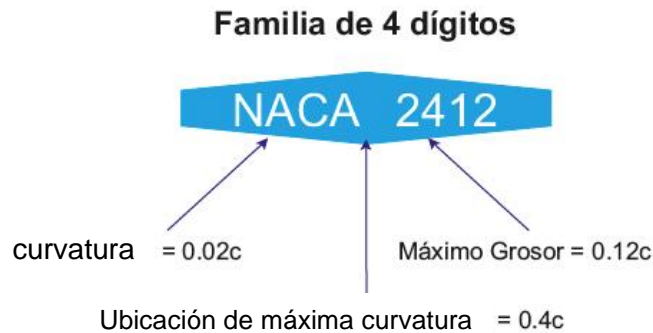 Familia de 4 dígitos
NACA 2412
curvatura = 0.02c
Máximo Grosor = 0.12c
Ubicación de máxima curvatura = 0.4c